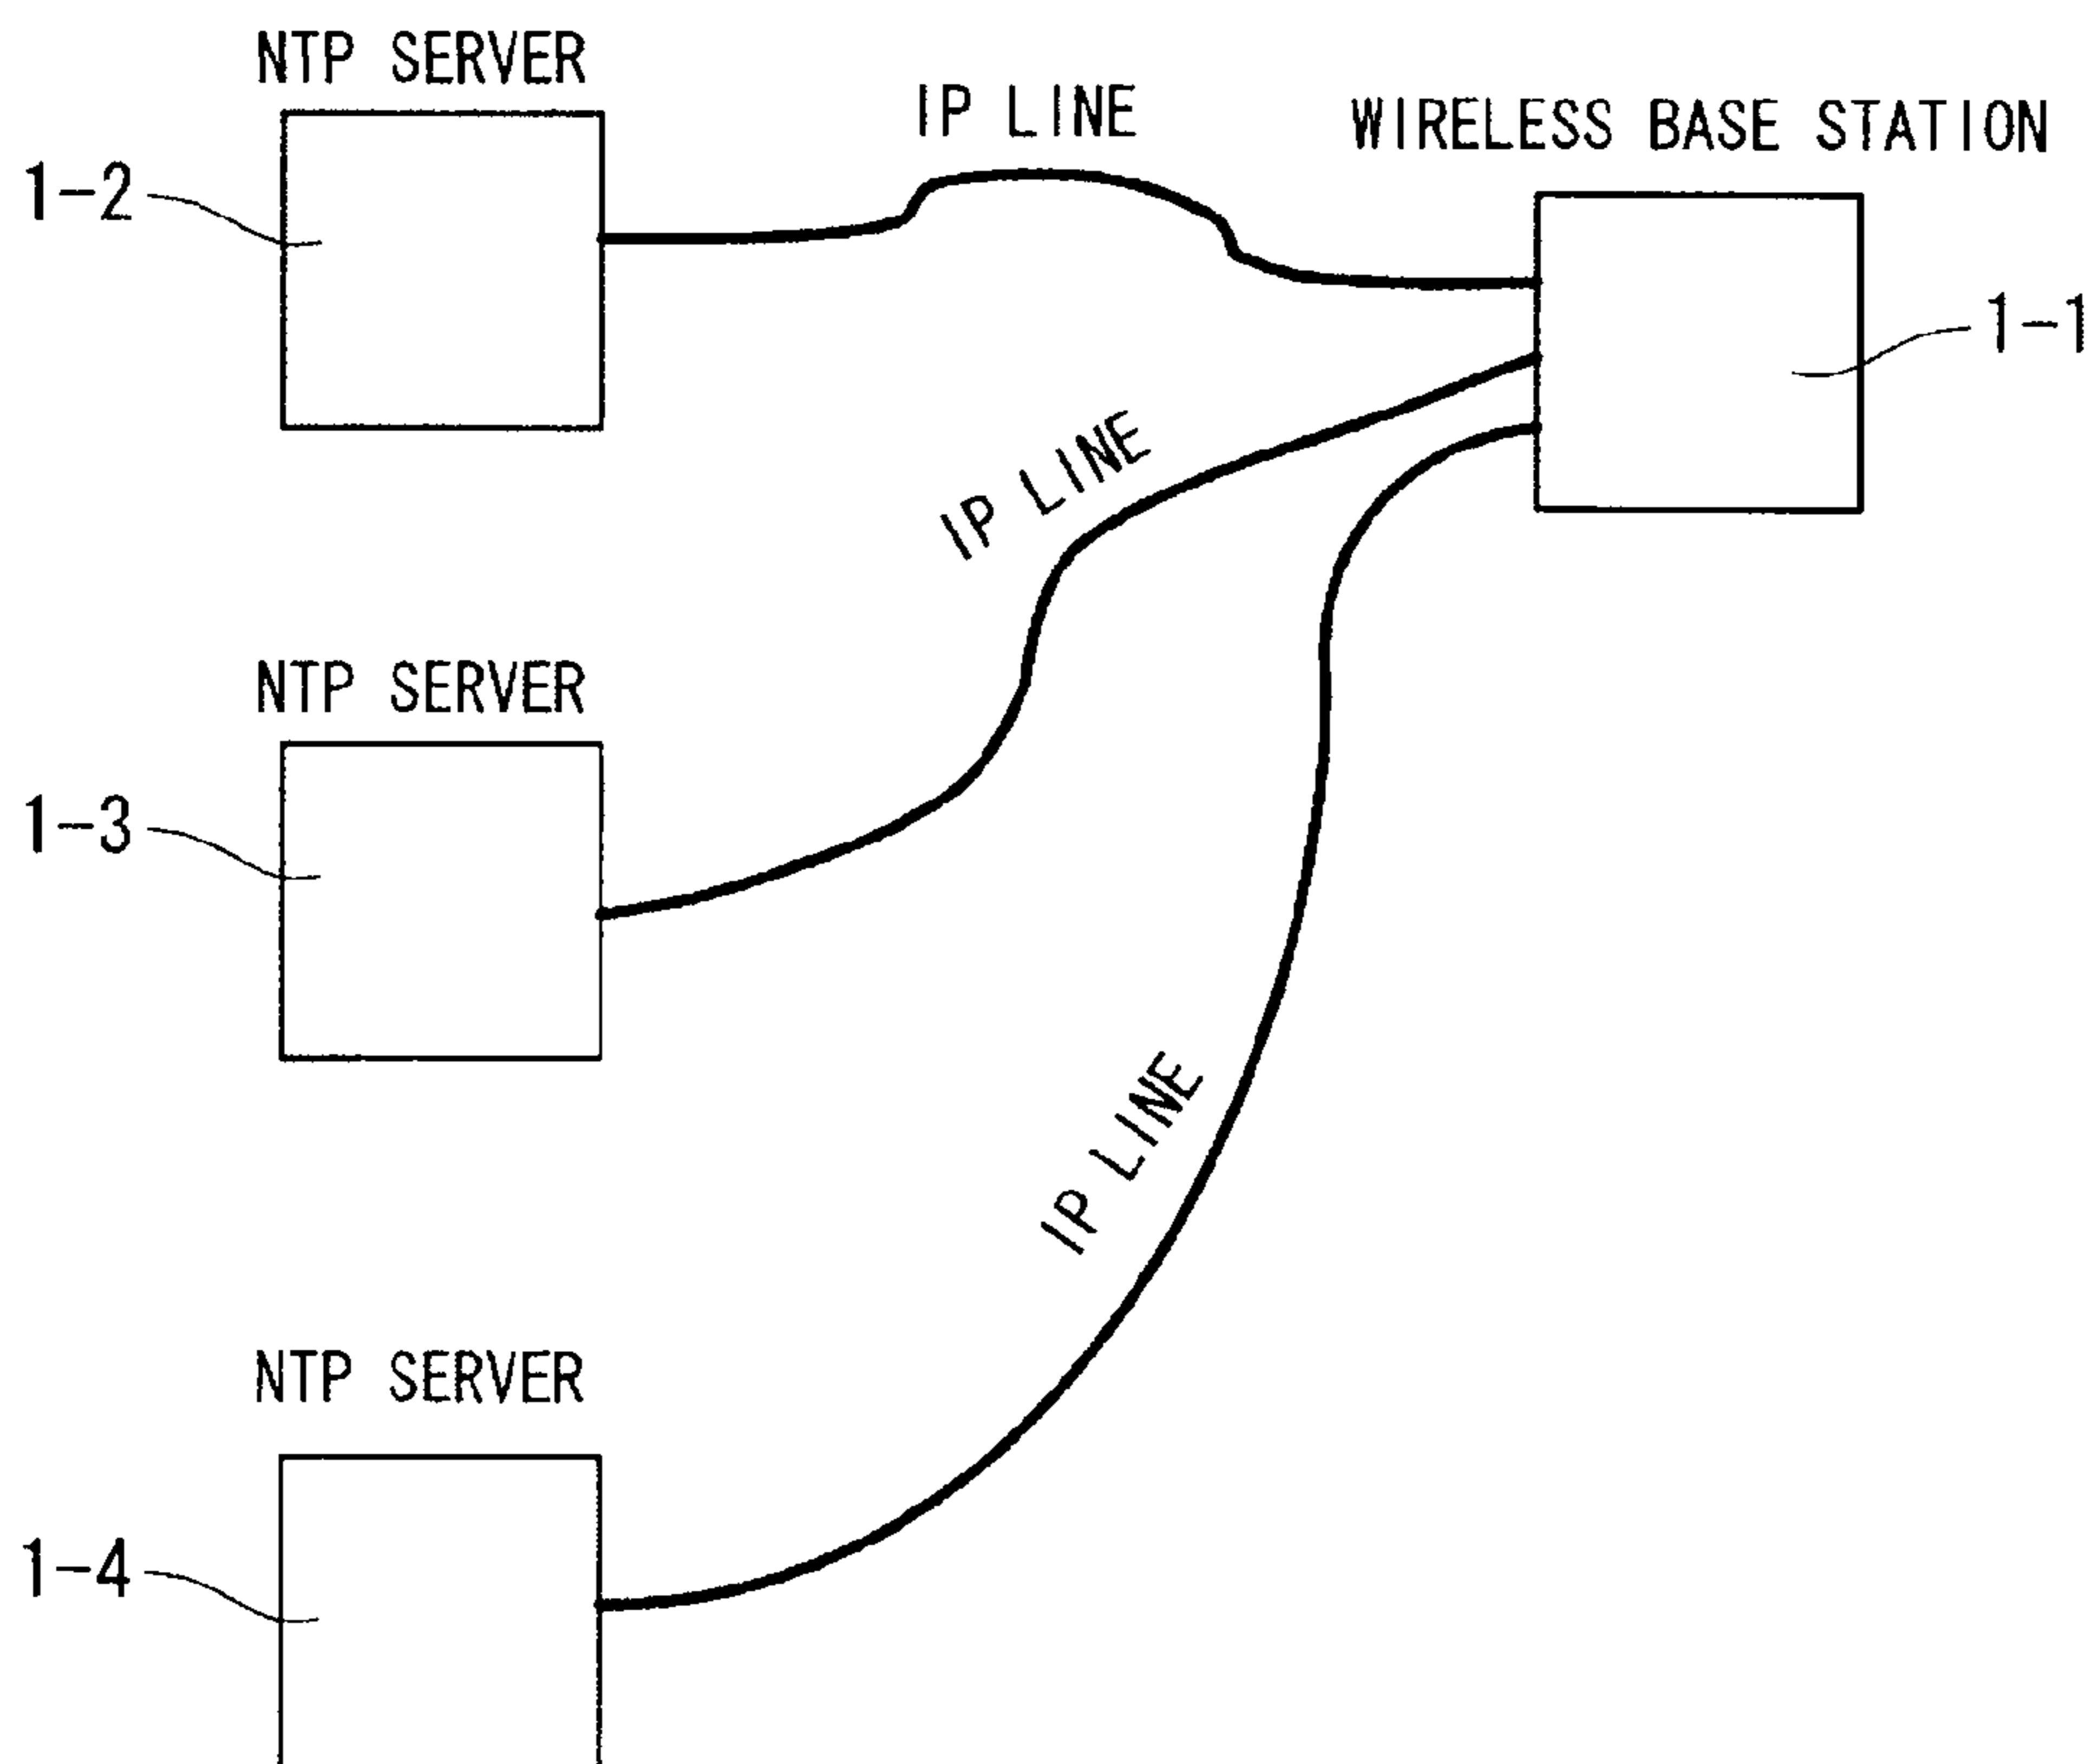 NTP SERVER
IP LINE
WIRELESS BASE STATION
1-2
1-1
IP LINE
NTP SERVER
1-3
IP LINE
NTP SERVER
1-4